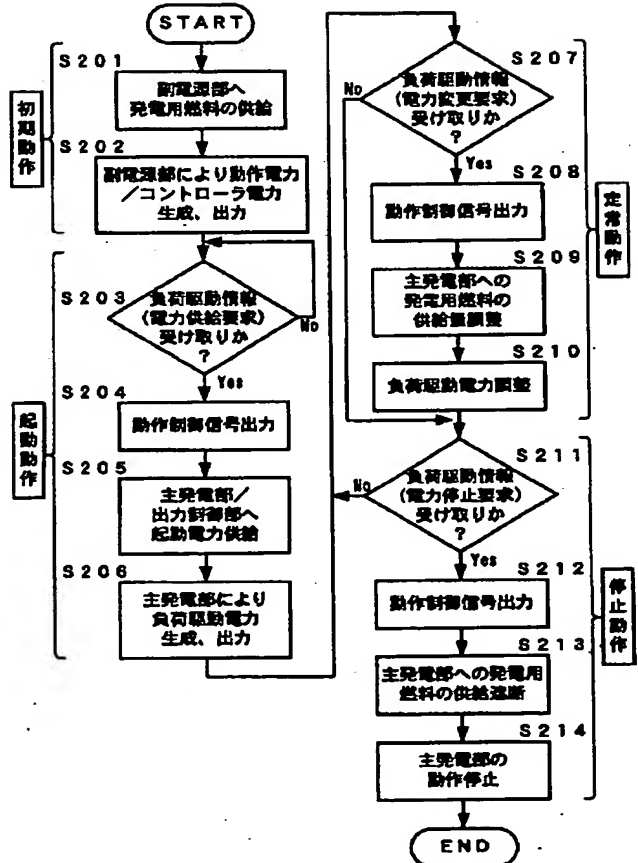 START
初期動作
S201
副電源部へ
発電用燃料の供給
S202
副電源部により動作電力
/コントローラ電力
生成、出力
起動動作
S203
負荷駆動情報
(電力供給要求)
受け取りか
?
No
Yes
S204
動作制御信号出力
S205
主発電部/
出力制御部へ
起動電力供給
S206
主発電部により
負荷駆動電力
生成、出力
定常動作
S207
負荷駆動情報
(電力変更要求)
受け取りか
?
No
Yes
S208
動作制御信号出力
S209
主発電部への
発電用燃料の
供給量調整
S210
負荷駆動電力調整
停止動作
S211
負荷駆動情報
(電力停止要求)
受け取りか
?
No
Yes
S212
動作制御信号出力
S213
主発電部への発電用
燃料の供給遮断
S214
主発電部の
動作停止
END